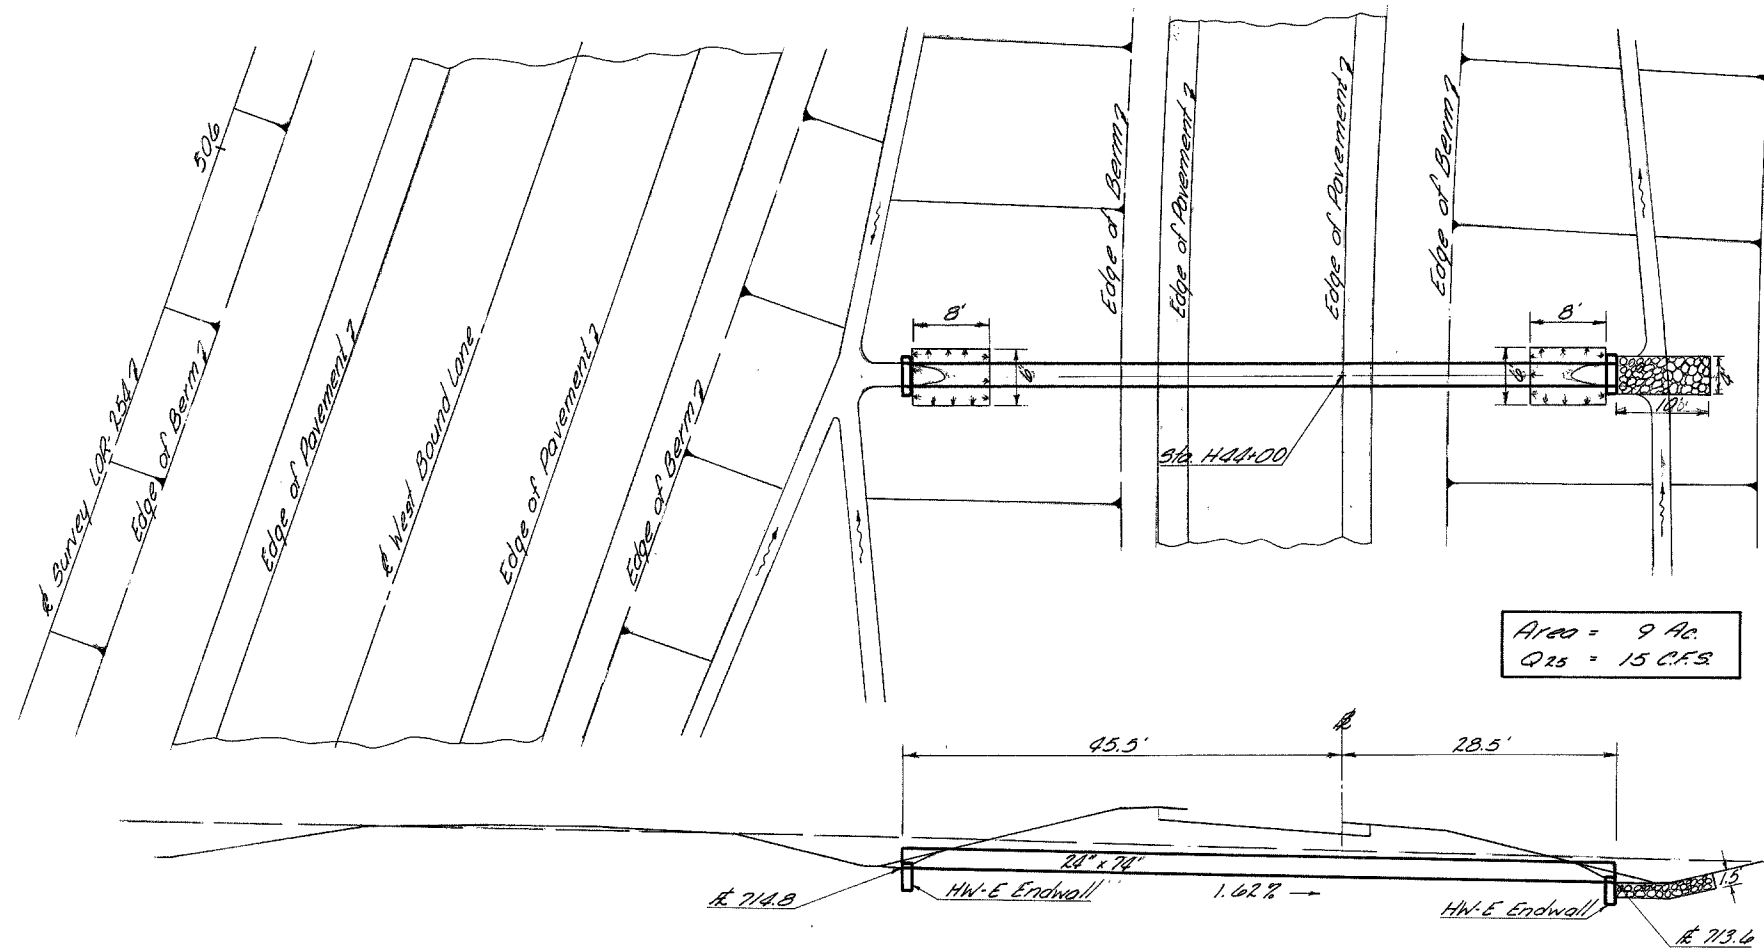 506
℄ Survey LOR-254
Edge of Berm
Edge of Pavement
℄ West Bound Lane
Edge of Pavement
Edge of Berm
Edge of Berm
Edge of Pavement
Edge of Pavement
Edge of Berm
8'
6'
8'
6'
Sta. H44+00
Area = 9 Ac.
Q25 = 15 C.F.S.
℄
45.5'
28.5'
24" x 74'
1.62%
HW-E Endwall
HW-E Endwall
1.5
714.8
713.6